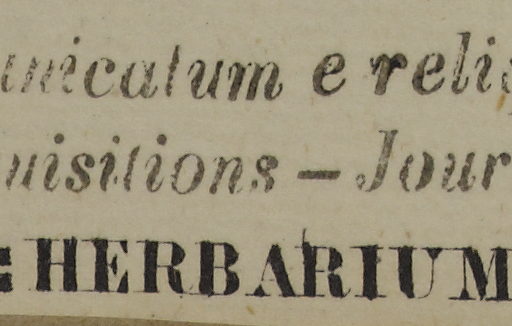 unicatum e reli
uisitions – Jour
: HERBARIUM